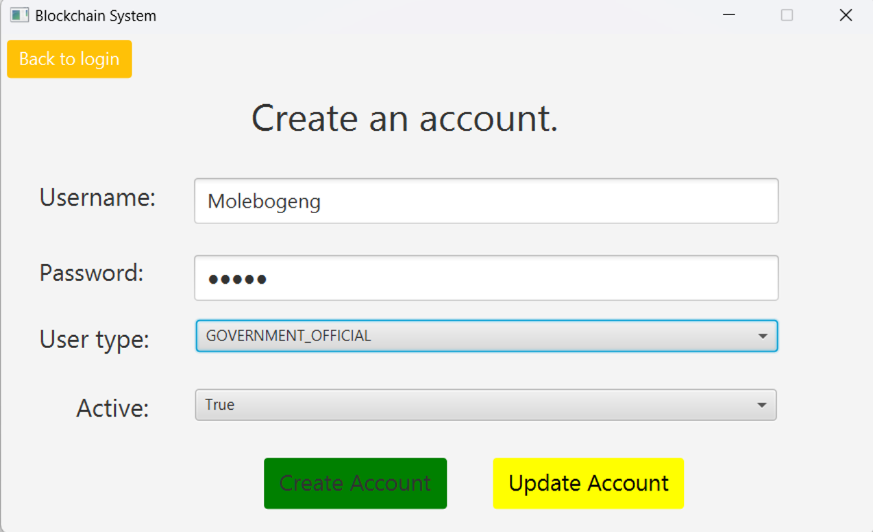 Blockchain System
Back to login
Create an account.
Username: Molebogeng
Password: ●●●●●
User type: GOVERNMENT_OFFICIAL
Active: True
Create Account Update Account